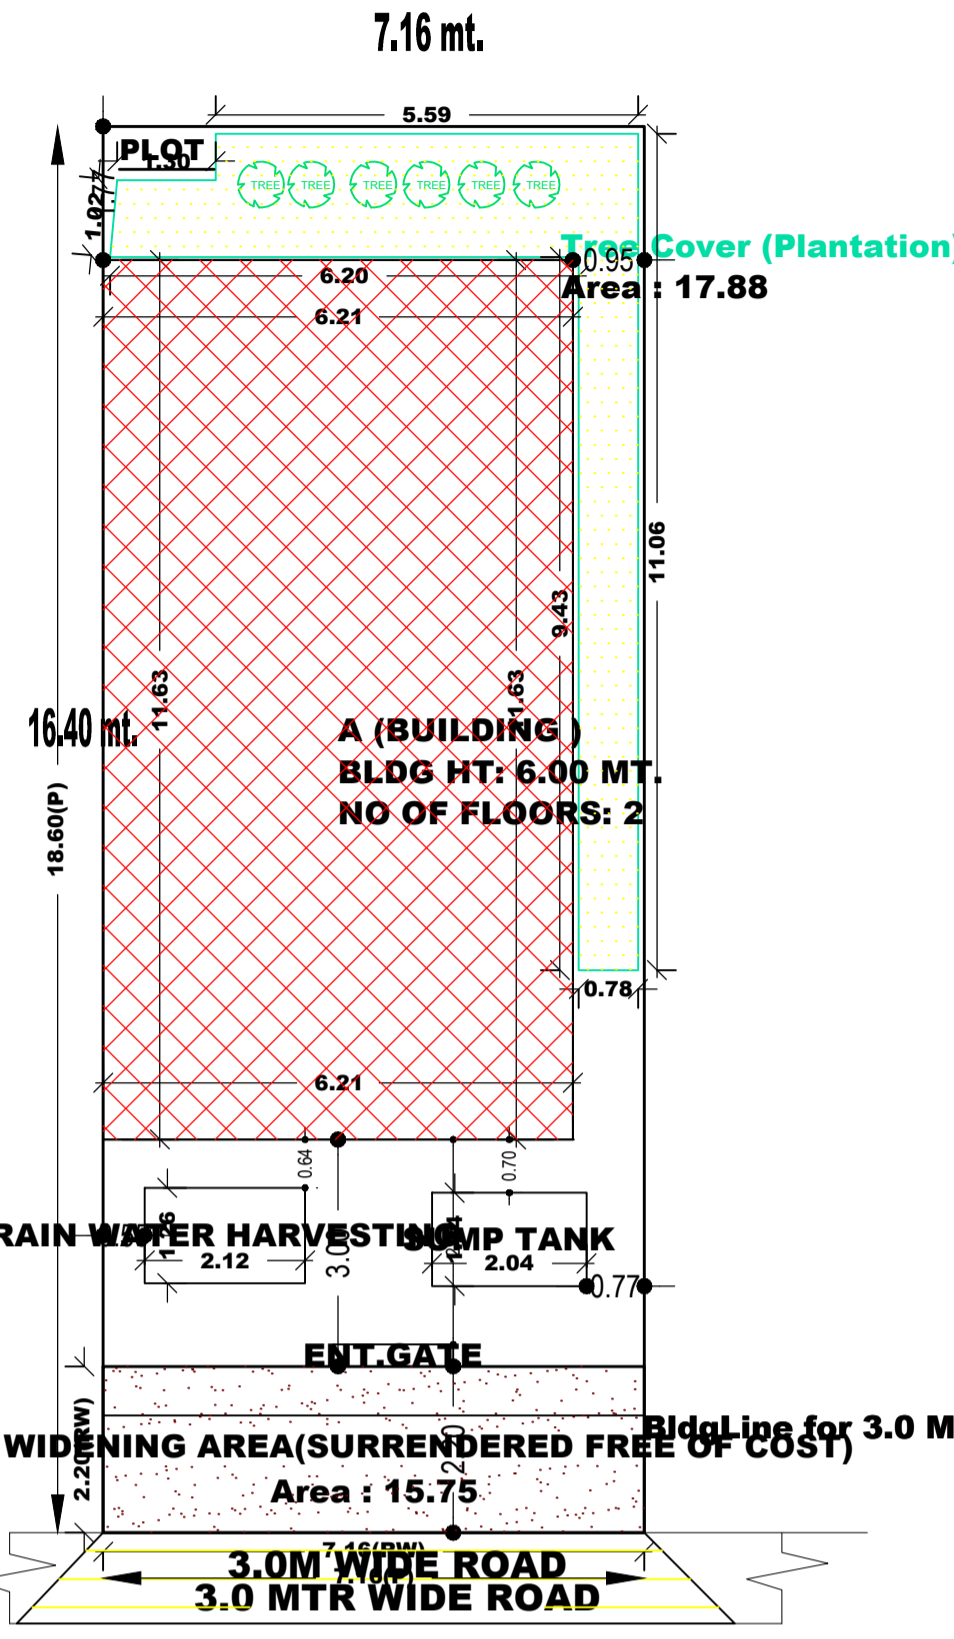 7.16 mt.
5.59
PLOT
1.30
TREE TREE TREE TREE TREE TREE
Tree Cover (Plantation)
0.95
Area : 17.88
6.20
6.21
11.06
9.43
11.63
11.63
16.40 mt.
A (BUILDING )
BLDG HT: 6.00 MT.
NO OF FLOORS: 2
18.60(P)
0.78
6.21
0.64
0.70
RAIN WATER HARVESTING
SUMP TANK
1.26
2.12
2.04
0.77
ENT.GATE
BldgLine for 3.0 M
WIDENING AREA(SURRENDERED FREE OF COST)
2.20
Area : 15.75
7.16(RW)
3.0M WIDE ROAD
3.0 MTR WIDE ROAD